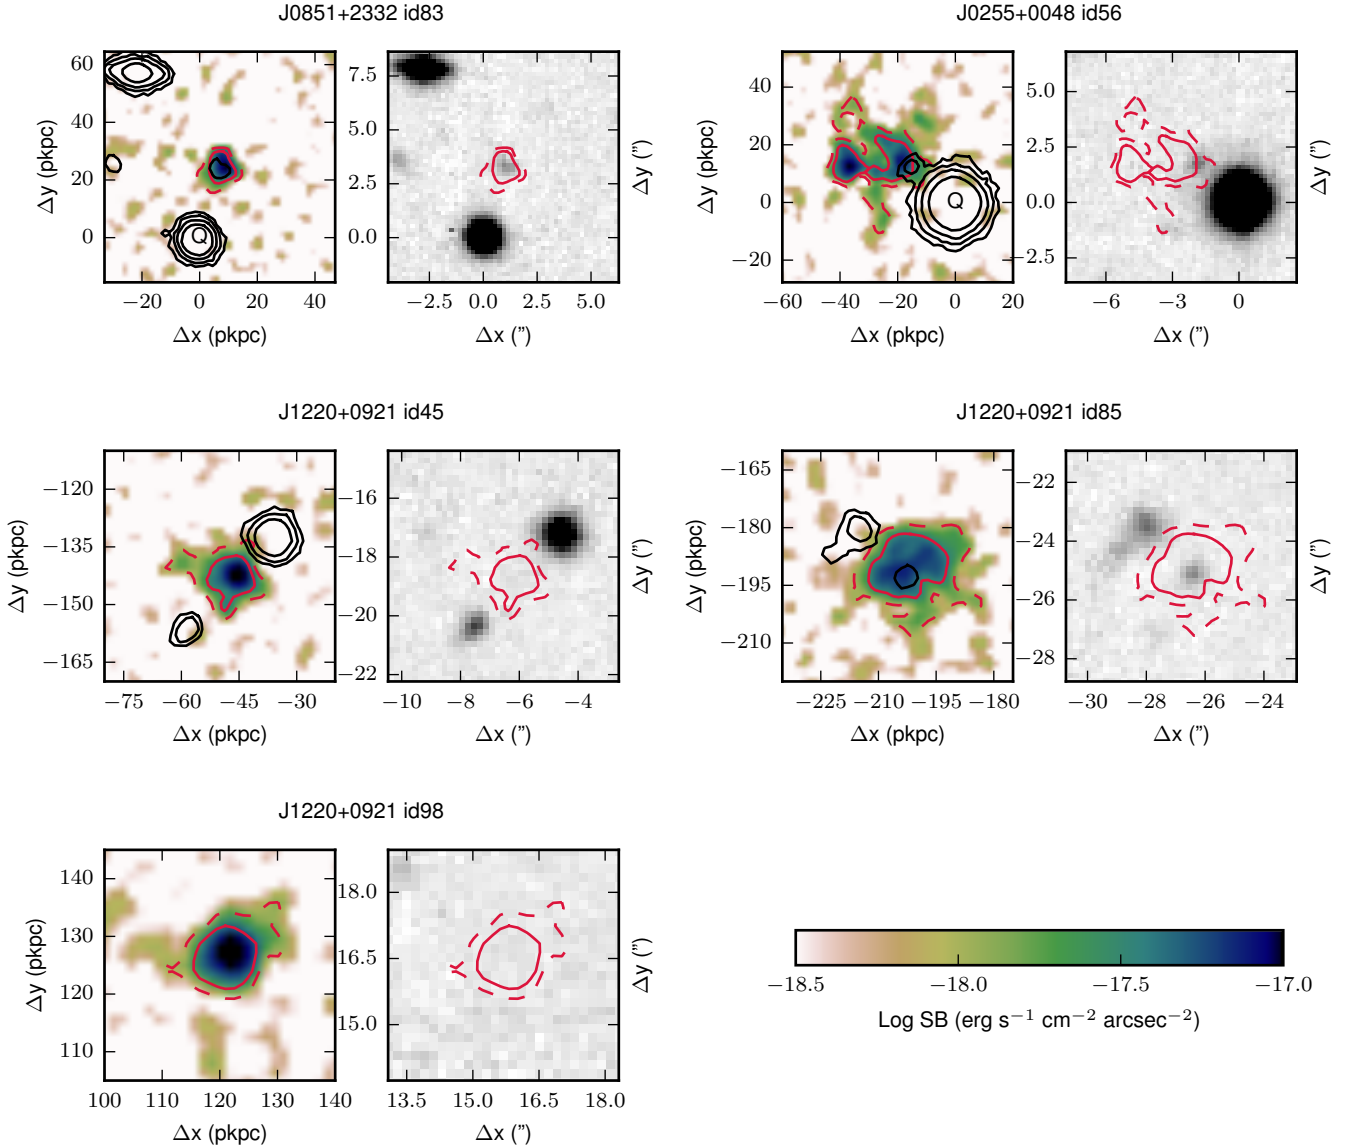 J0851+2332 id83
J0255+0048 id56
60
40
20
0
−20 0 20 40
Δy (pkpc)
Δx (pkpc)
Q
7.5
5.0
2.5
0.0
−2.5 0.0 2.5 5.0
Δx (”)
Δy (”)
40
20
0
−20
−60 −40 −20 0 20
Δy (pkpc)
Δx (pkpc)
Q
5.0
2.5
0.0
−2.5
−6 −3 0
Δx (”)
Δy (”)
J1220+0921 id45
J1220+0921 id85
−120
−135
−150
−165
−75 −60 −45 −30
Δy (pkpc)
Δx (pkpc)
−16
−18
−20
−22
−10 −8 −6 −4
Δx (”)
Δy (”)
−165
−180
−195
−210
−225 −210 −195 −180
Δy (pkpc)
Δx (pkpc)
−22
−24
−26
−28
−30 −28 −26 −24
Δx (”)
Δy (”)
J1220+0921 id98
140
130
120
110
100 110 120 130 140
Δy (pkpc)
Δx (pkpc)
18.0
16.5
15.0
13.5 15.0 16.5 18.0
Δx (”)
Δy (”)
−18.5 −18.0 −17.5 −17.0
Log SB (erg s⁻¹ cm⁻² arcsec⁻²)